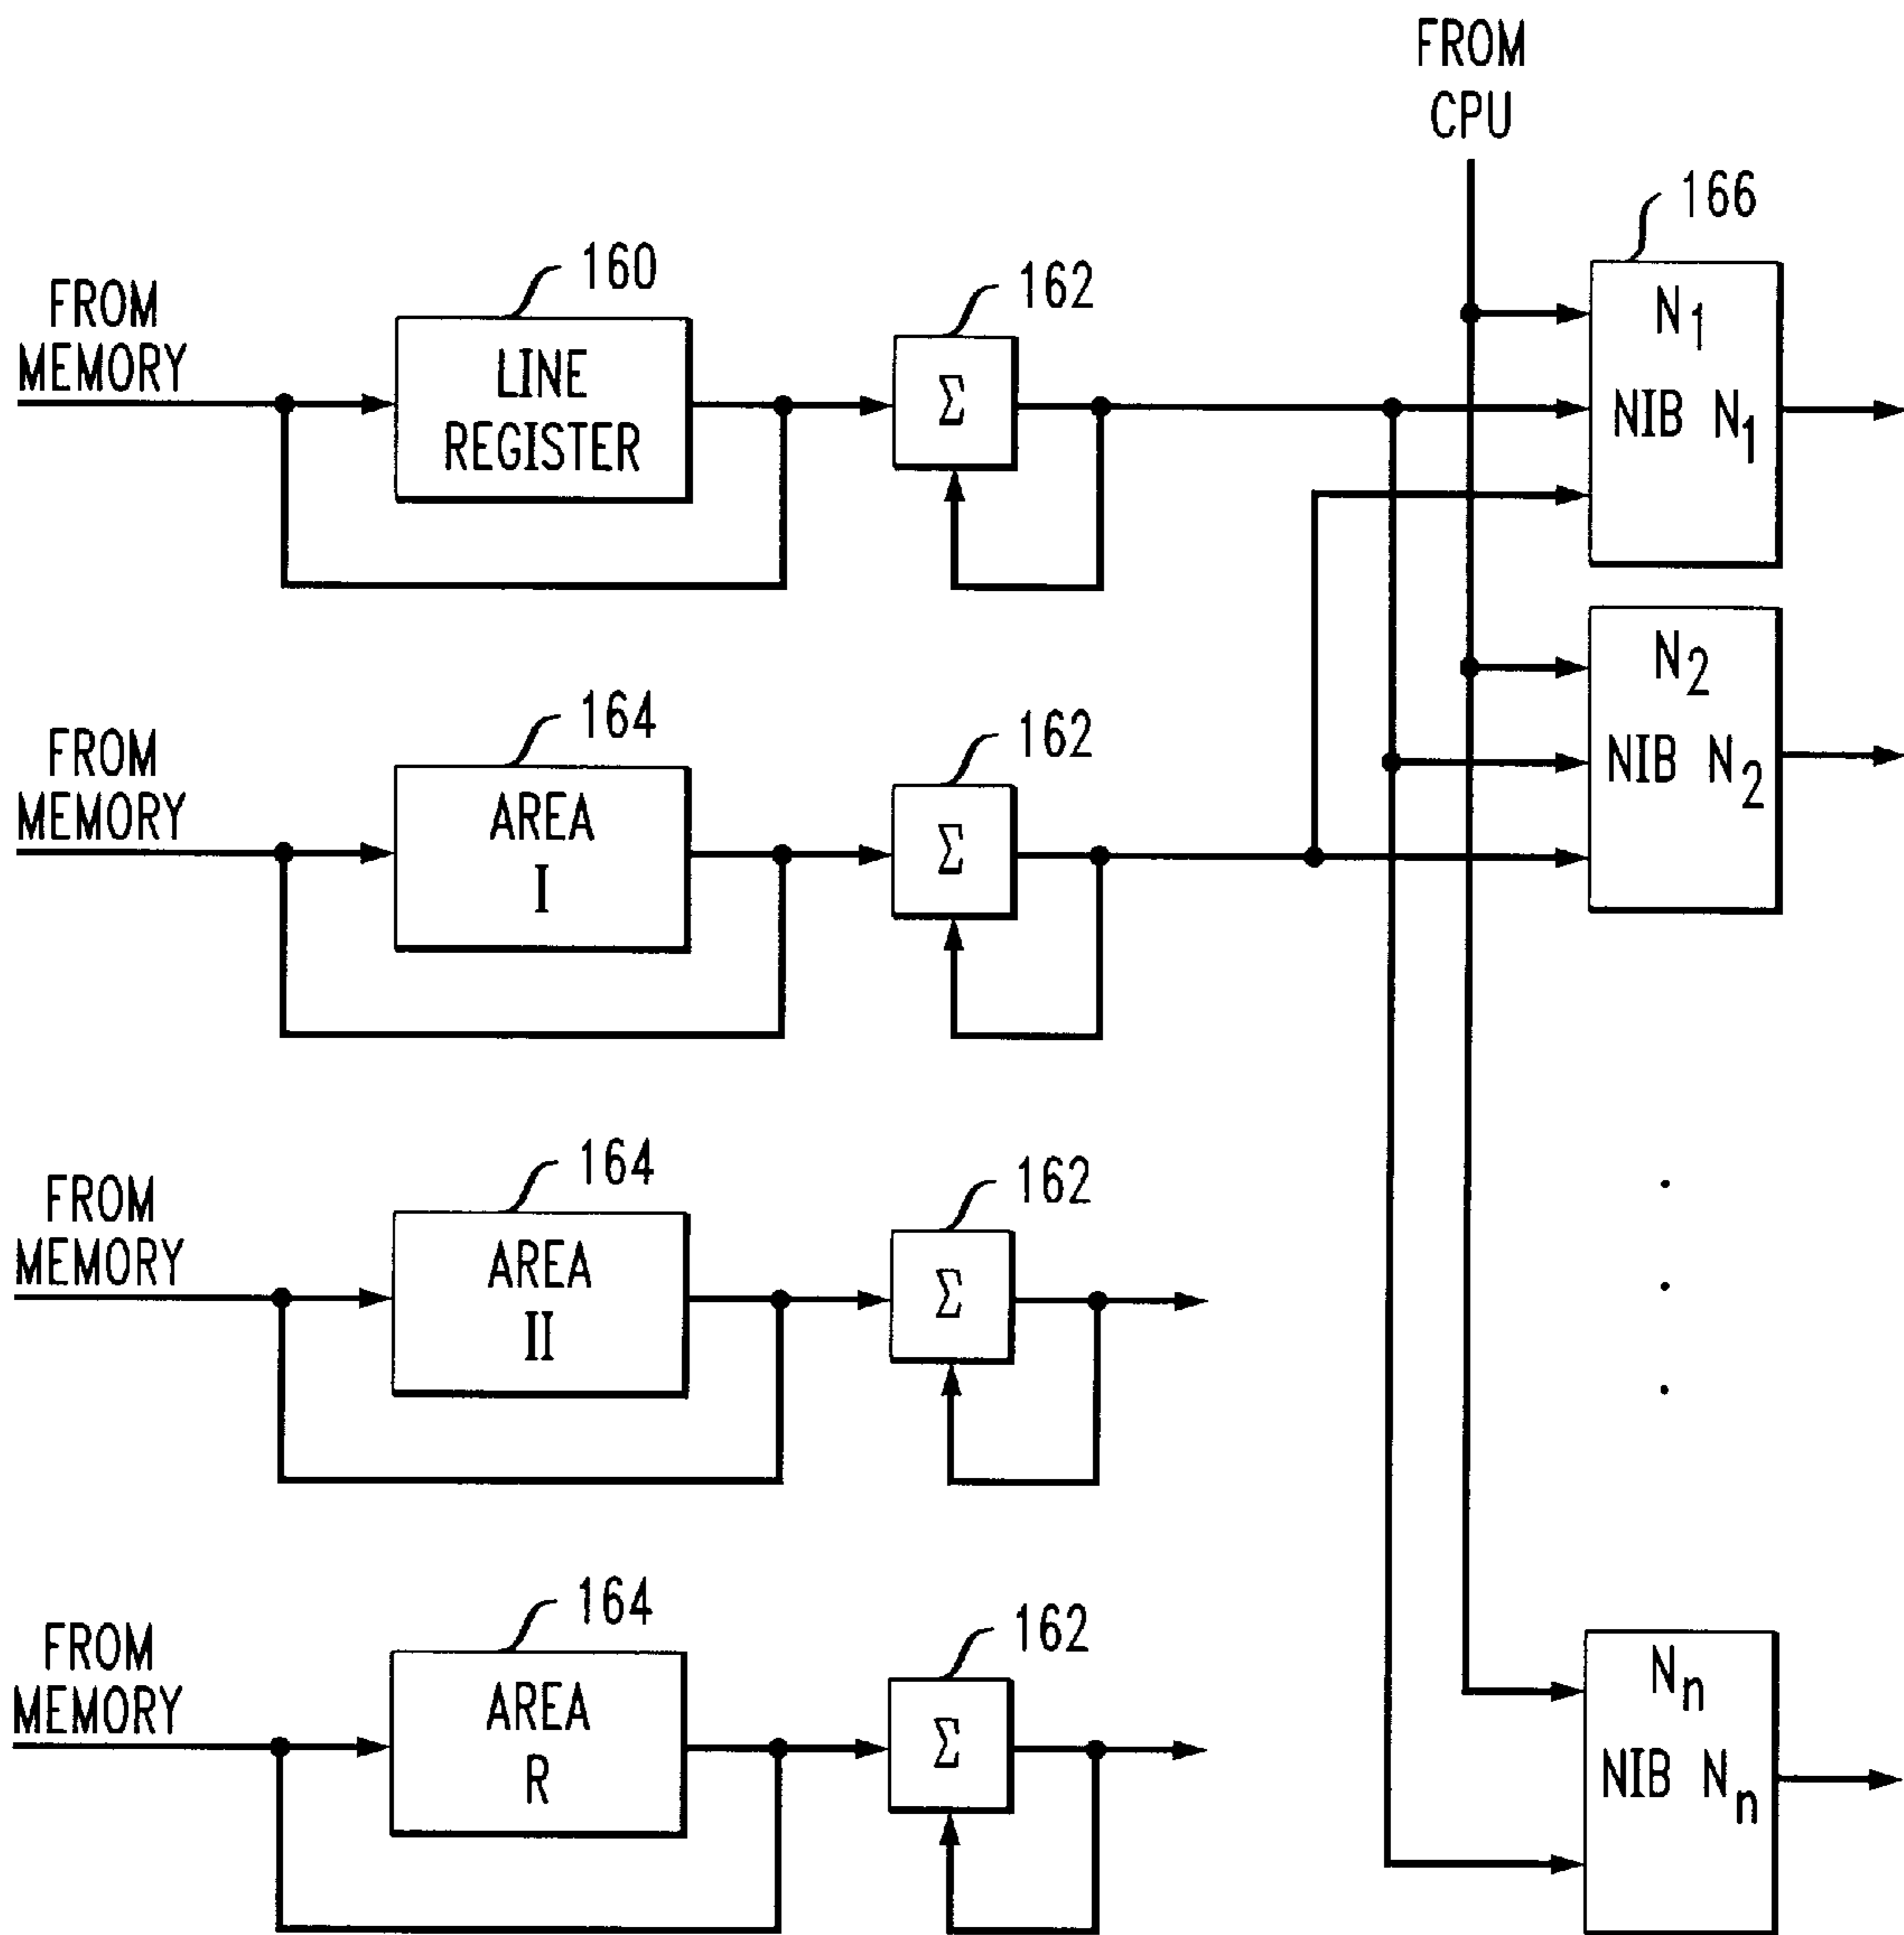 FROM
CPU
166
160
162
FROM
MEMORY
LINE
REGISTER
Σ
N1
NIB N1
164
162
FROM
MEMORY
AREA
I
Σ
N2
NIB N2
164
162
FROM
MEMORY
AREA
II
Σ
164
162
FROM
MEMORY
AREA
R
Σ
Nn
NIB Nn